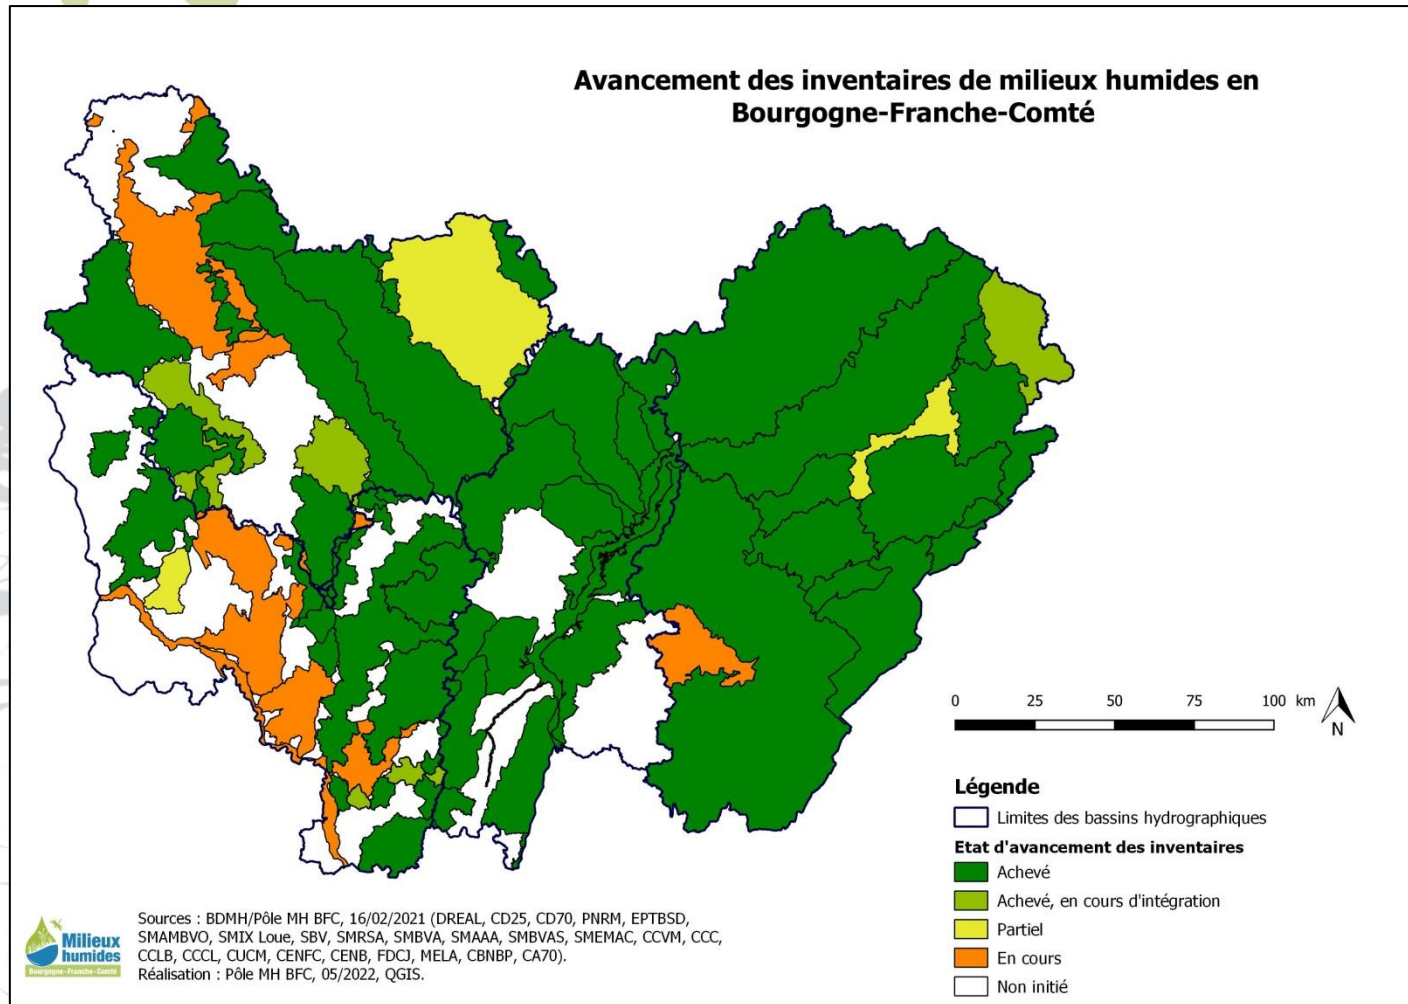 Avancement des inventaires de milieux humides en
Bourgogne-Franche-Comté
0 25 50 75 100 km
N
Légende
Limites des bassins hydrographiques
Etat d'avancement des inventaires
Achevé
Achevé, en cours d'intégration
Partiel
En cours
Non initié
Milieux
humides
Bourgogne-Franche-Comté
Sources : BDMH/Pôle MH BFC, 16/02/2021 (DREAL, CD25, CD70, PNRM, EPTBSD,
SMAMBVO, SMIX Loue, SBV, SMRSA, SMBVA, SMAAA, SMBVAS, SMEMAC, CCVM, CCC,
CCLB, CCCL, CUCM, CENFC, CENB, FDCJ, MELA, CBNBP, CA70).
Réalisation : Pôle MH BFC, 05/2022, QGIS.